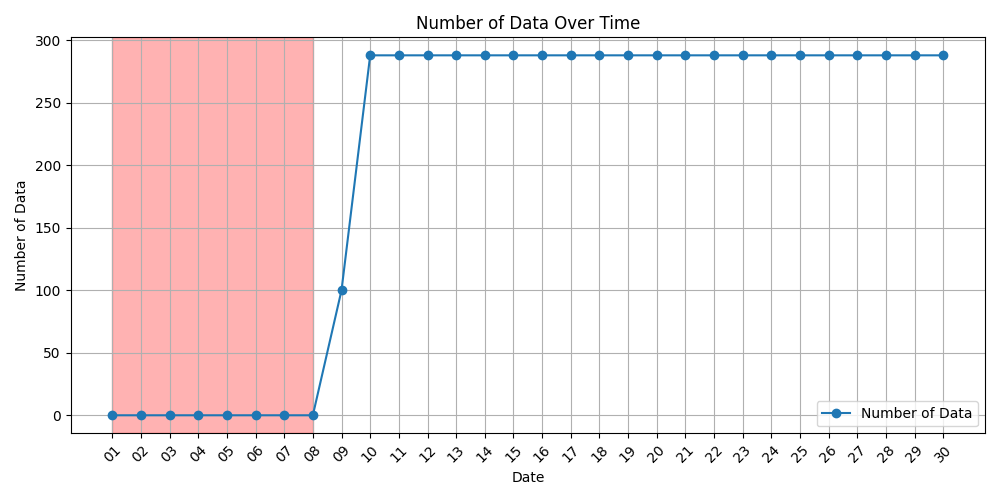 Number of Data Over Time
Number of Data
300
250
200
150
100
50
0
01 02 03 04 05 06 07 08 09 10 11 12 13 14 15 16 17 18 19 20 21 22 23 24 25 26 27 28 29 30
Date
Number of Data